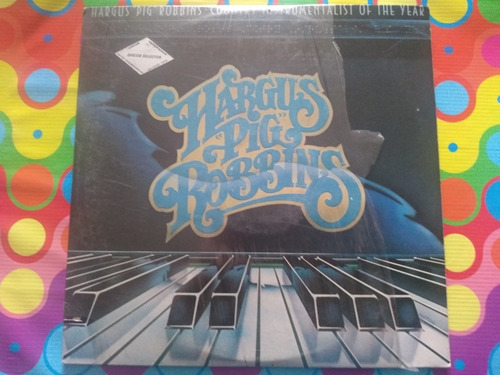 HARGUS "PIG" ROBBINS COUNTRY INSTRUMENTALIST OF THE YEAR
HARGUS
"PIG"
ROBBINS